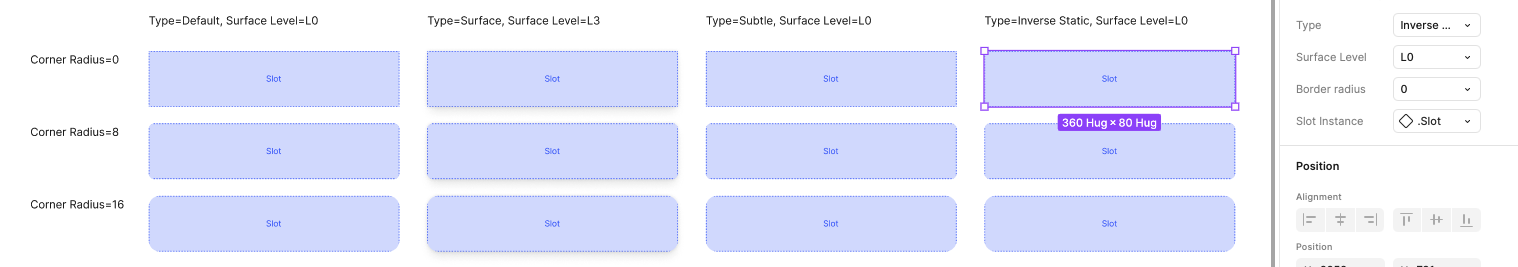 Type=Default, Surface Level=L0
Type=Surface, Surface Level=L3
Type=Subtle, Surface Level=L0
Type=Inverse Static, Surface Level=L0
Corner Radius=0
Slot
Slot
Slot
Slot
360 Hug × 80 Hug
Corner Radius=8
Slot
Slot
Slot
Slot
Corner Radius=16
Slot
Slot
Slot
Slot
Type
Inverse ...
Surface Level
L0
Border radius
0
Slot Instance
.Slot
Position
Alignment
Position